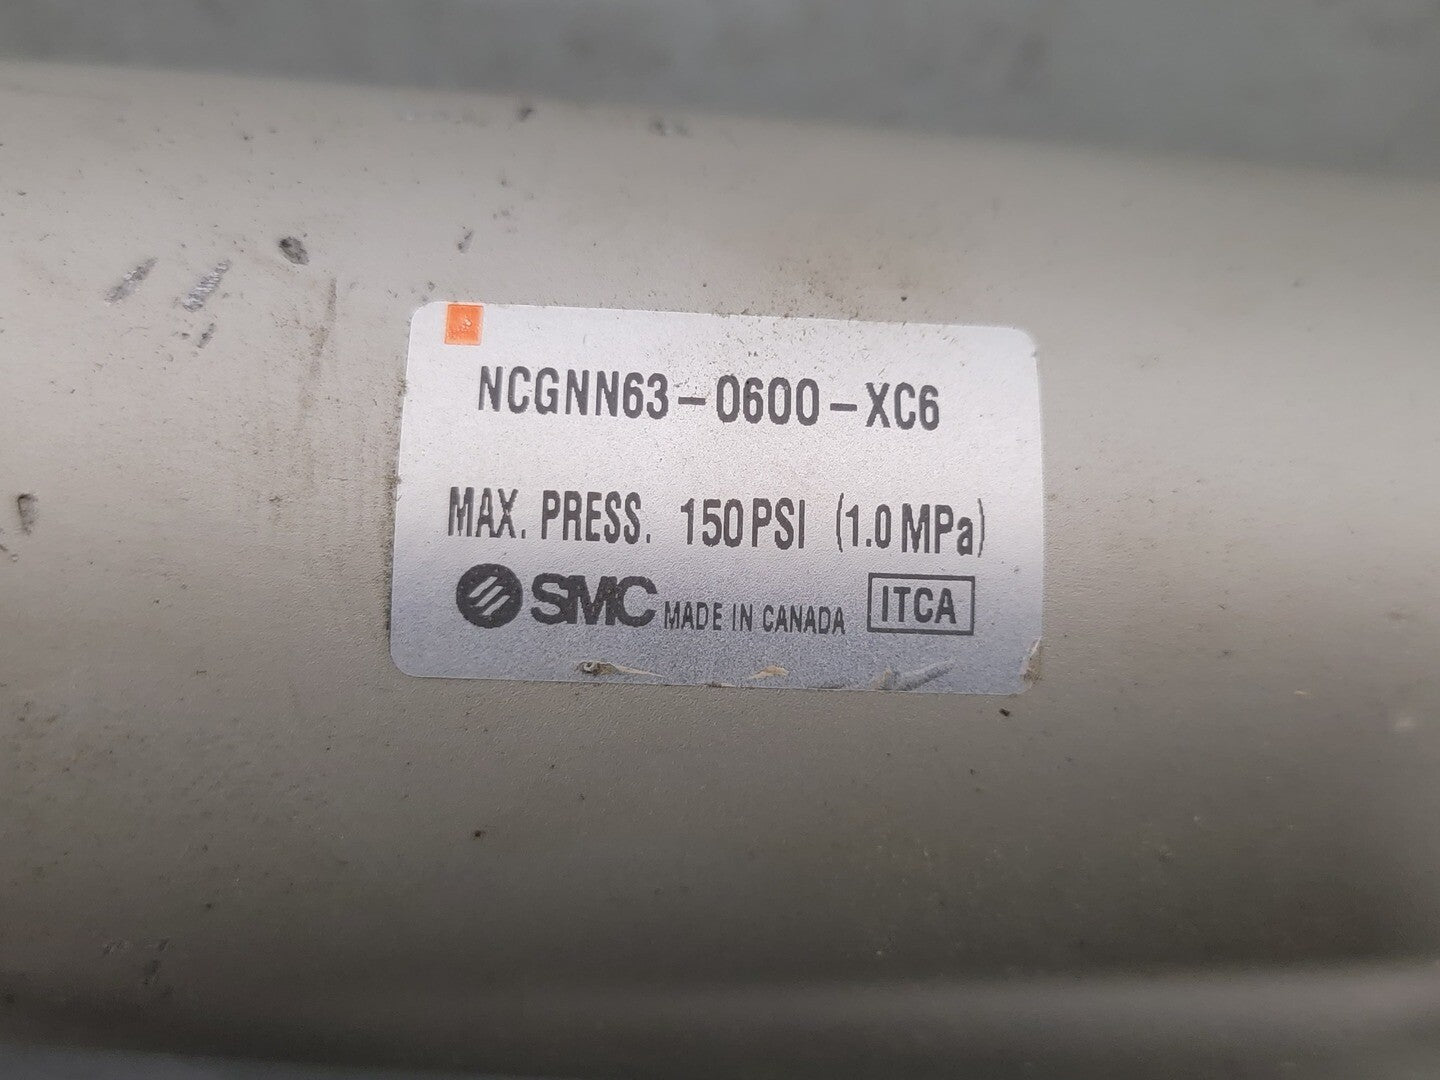 NCGNN63-0600-XC6
MAX. PRESS. 150PSI (1.0MPa)
SMC MADE IN CANADA ITCA